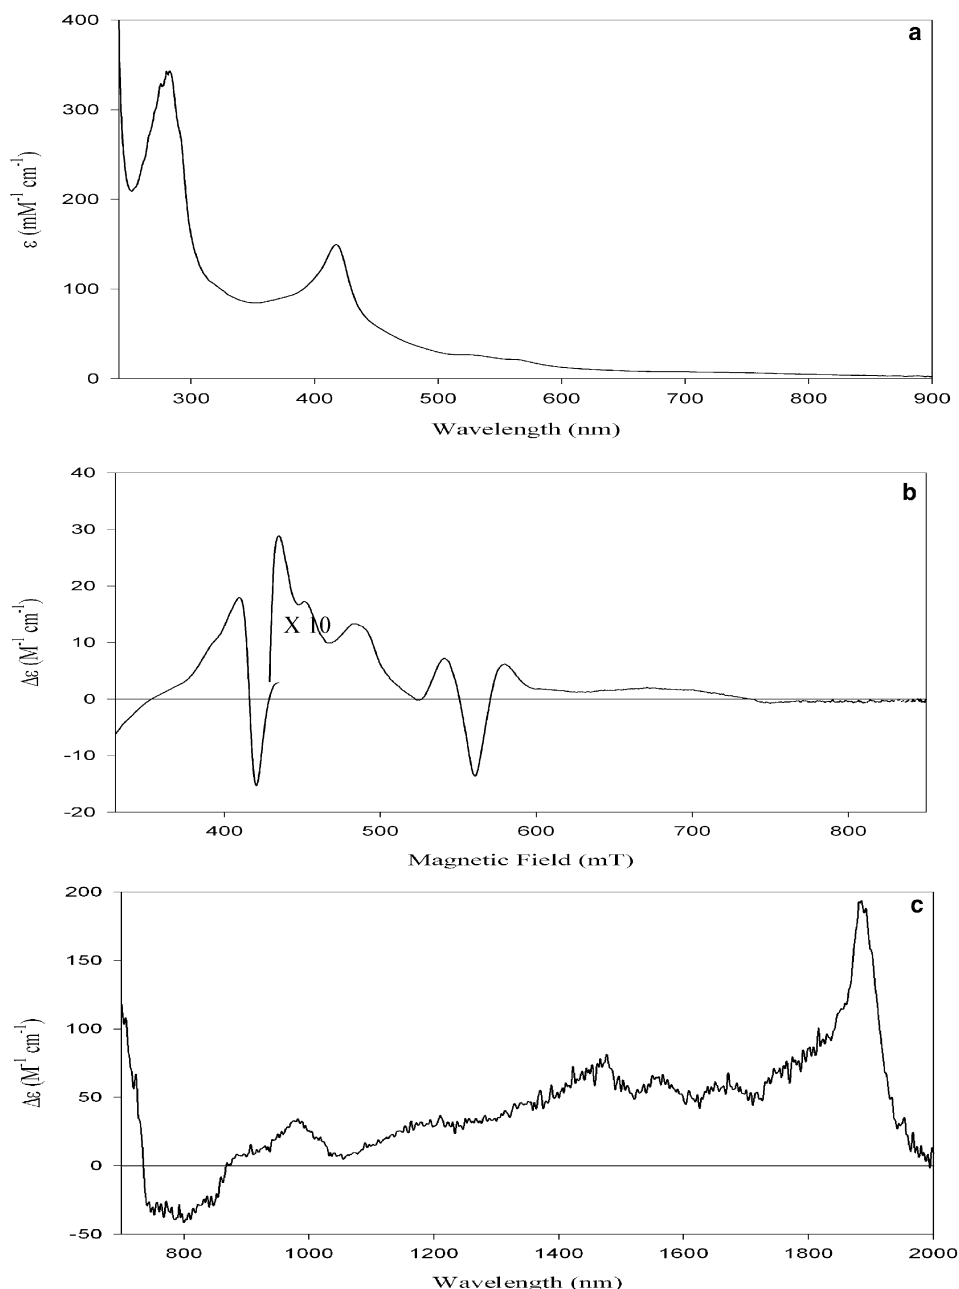 a
400
300
200
100
0
ε (mM⁻¹ cm⁻¹)
300 400 500 600 700 800 900
Wavelength (nm)
b
40
30
20
10
0
-10
-20
Δε (M⁻¹ cm⁻¹)
X 10
400 500 600 700 800
Magnetic Field (mT)
c
200
150
100
50
0
-50
Δε (M⁻¹ cm⁻¹)
800 1000 1200 1400 1600 1800 2000
Wavelength (nm)